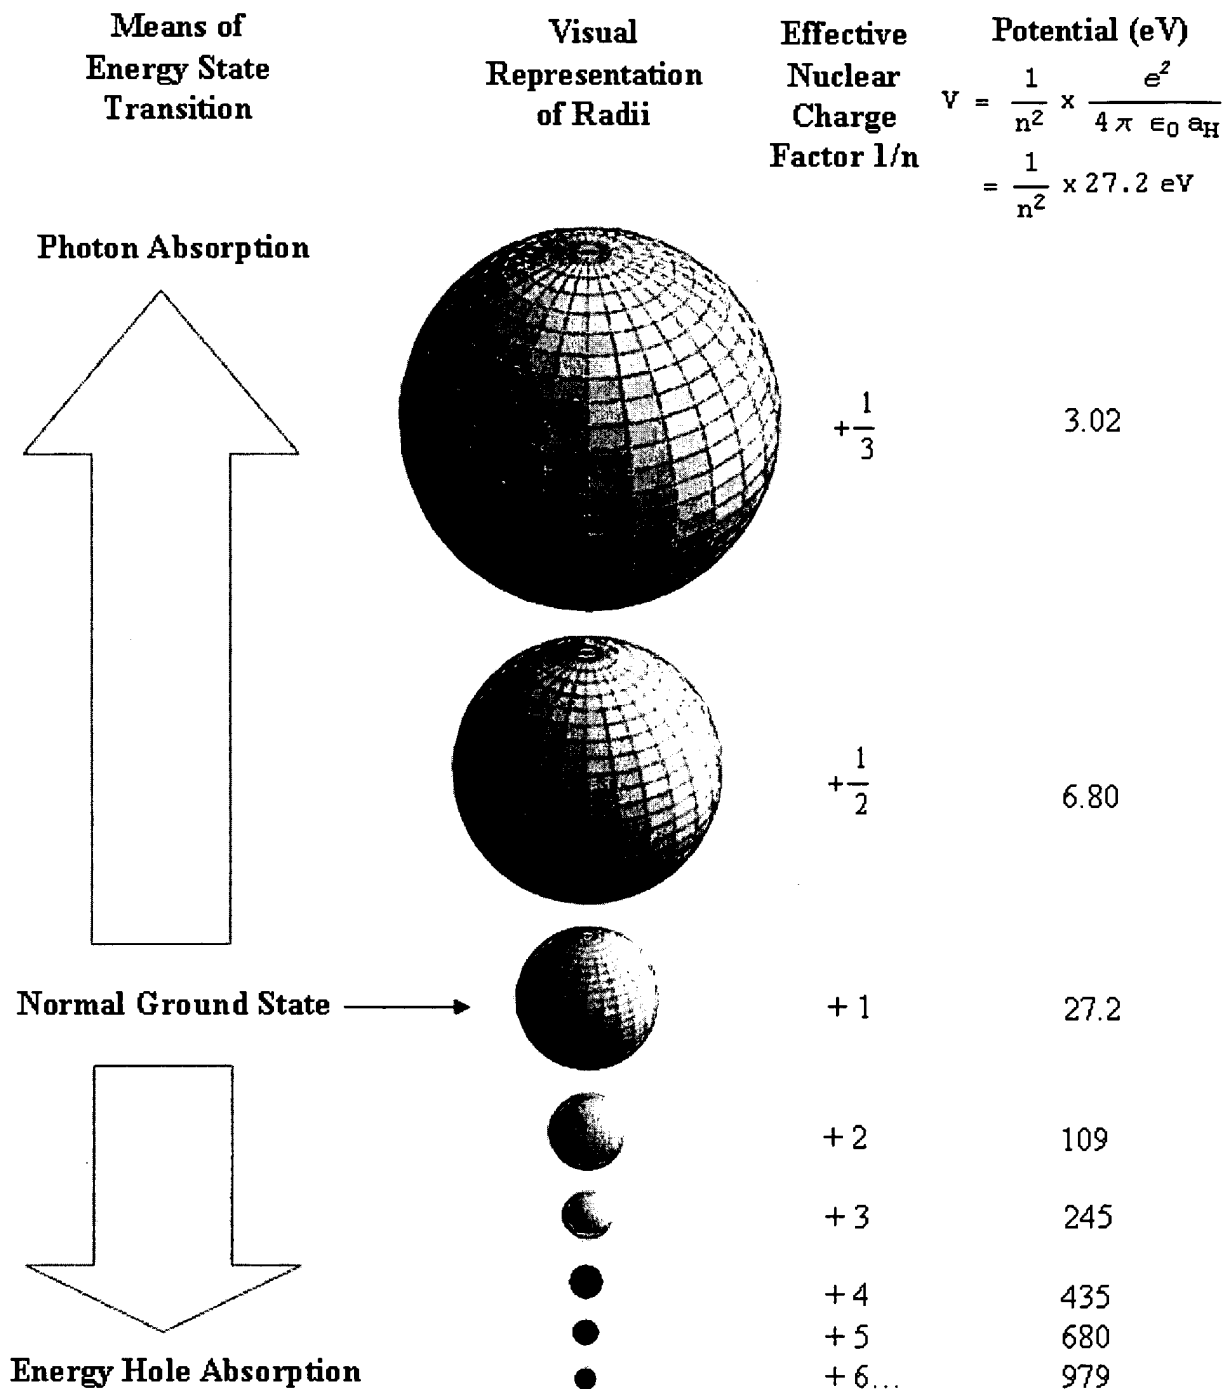 Means of
Energy State
Transition
Visual
Representation
of Radii
Effective
Nuclear
Charge
Factor 1/n
Potential (eV)
V = 1/n² x e²/4 π ϵ₀ aH
= 1/n² x 27.2 eV
Photon Absorption
+1/3 3.02
+1/2 6.80
Normal Ground State + 1 27.2
+ 2 109
+ 3 245
+ 4 435
+ 5 680
Energy Hole Absorption + 6... 979